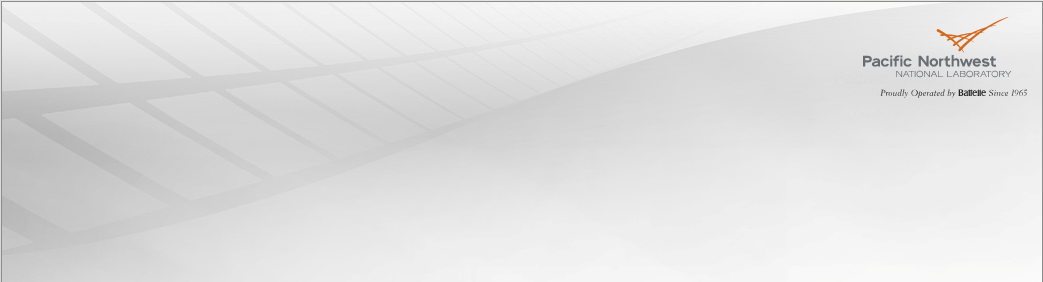 Pacific Northwest
NATIONAL LABORATORY
Proudly Operated by Battelle Since 1965